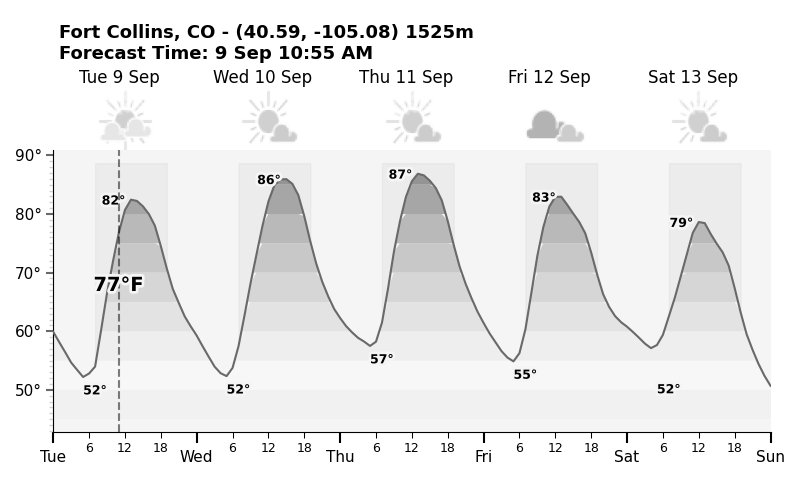 Fort Collins, CO - (40.59, -105.08) 1525m
Forecast Time: 9 Sep 10:55 AM
Tue 9 Sep Wed 10 Sep Thu 11 Sep Fri 12 Sep Sat 13 Sep
90°
80°
70°
60°
50°
82° 86° 87° 83° 79°
77°F
52° 52° 57° 55° 52°
6 12 18 6 12 18 6 12 18 6 12 18 6 12 18
Tue Wed Thu Fri Sat Sun